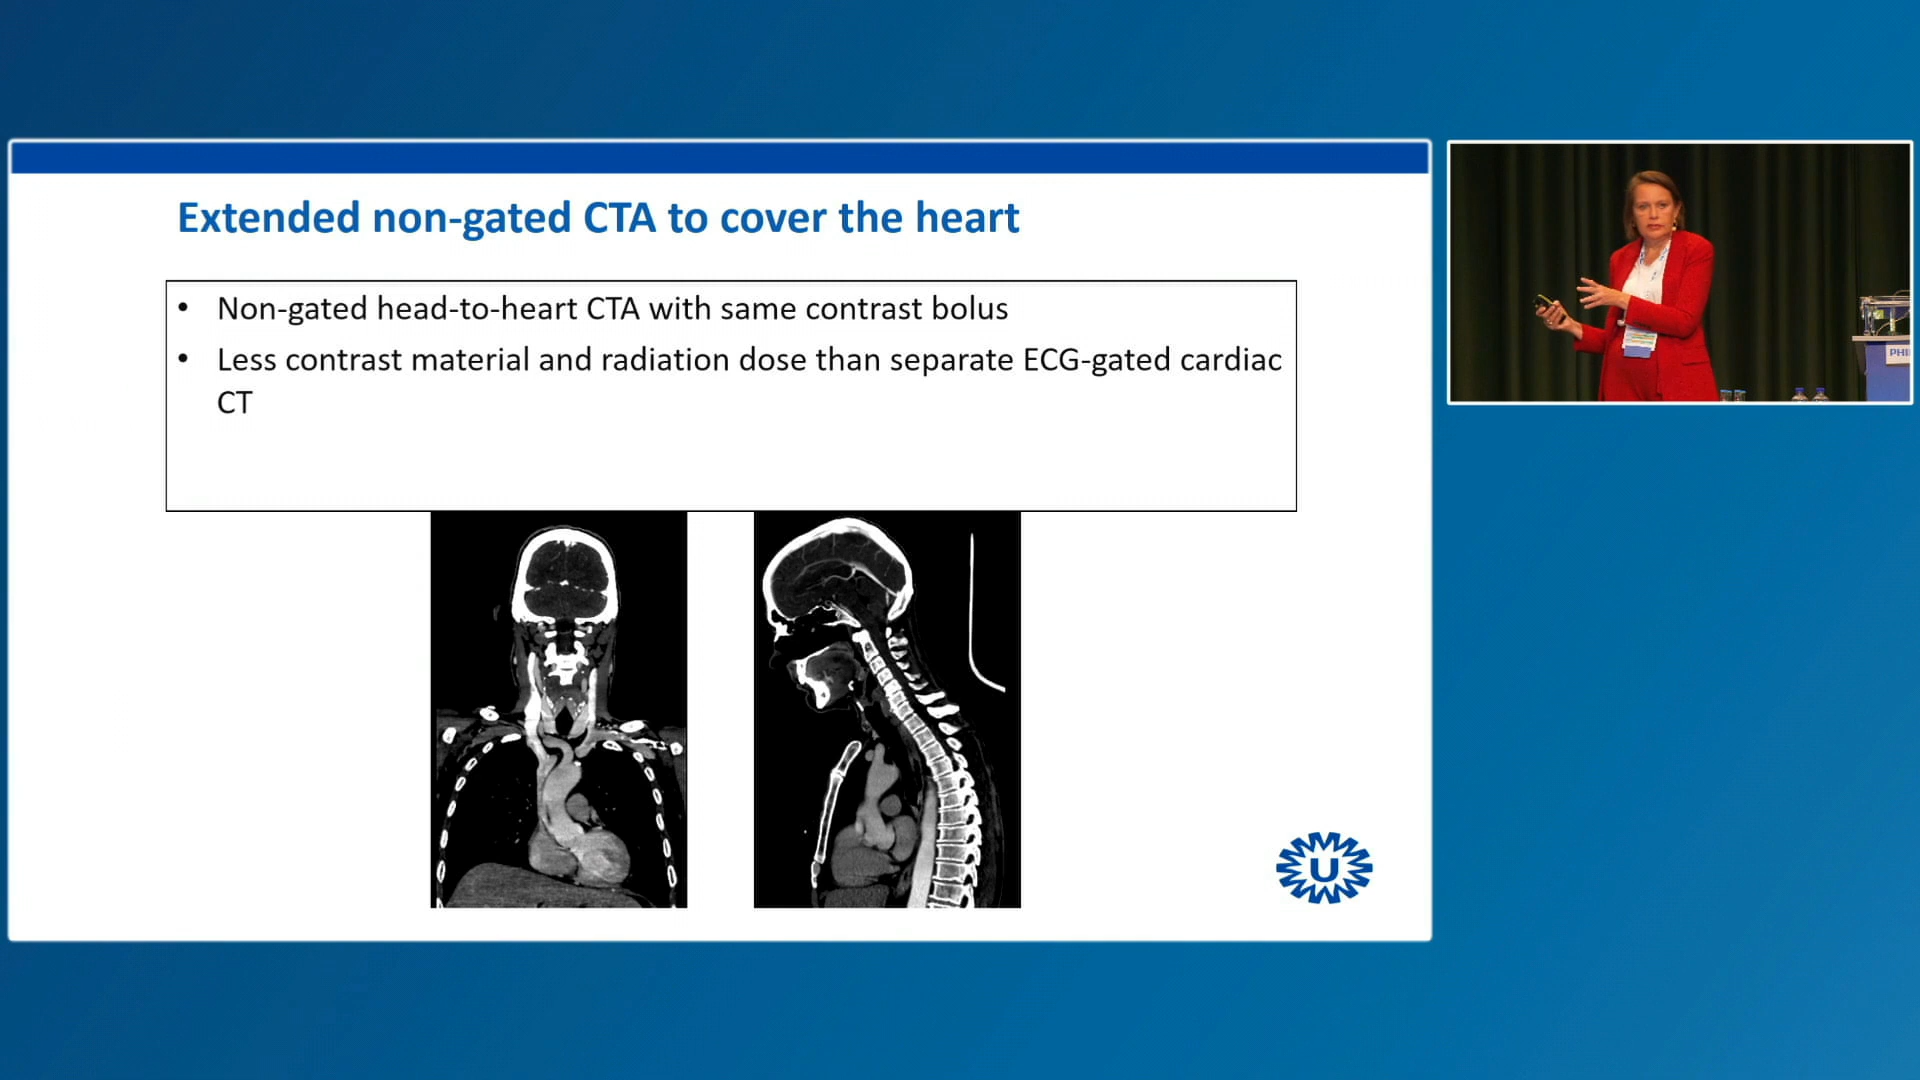 Extended non-gated CTA to cover the heart
• Non-gated head-to-heart CTA with same contrast bolus
• Less contrast material and radiation dose than separate ECG-gated cardiac
CT
U
PHI